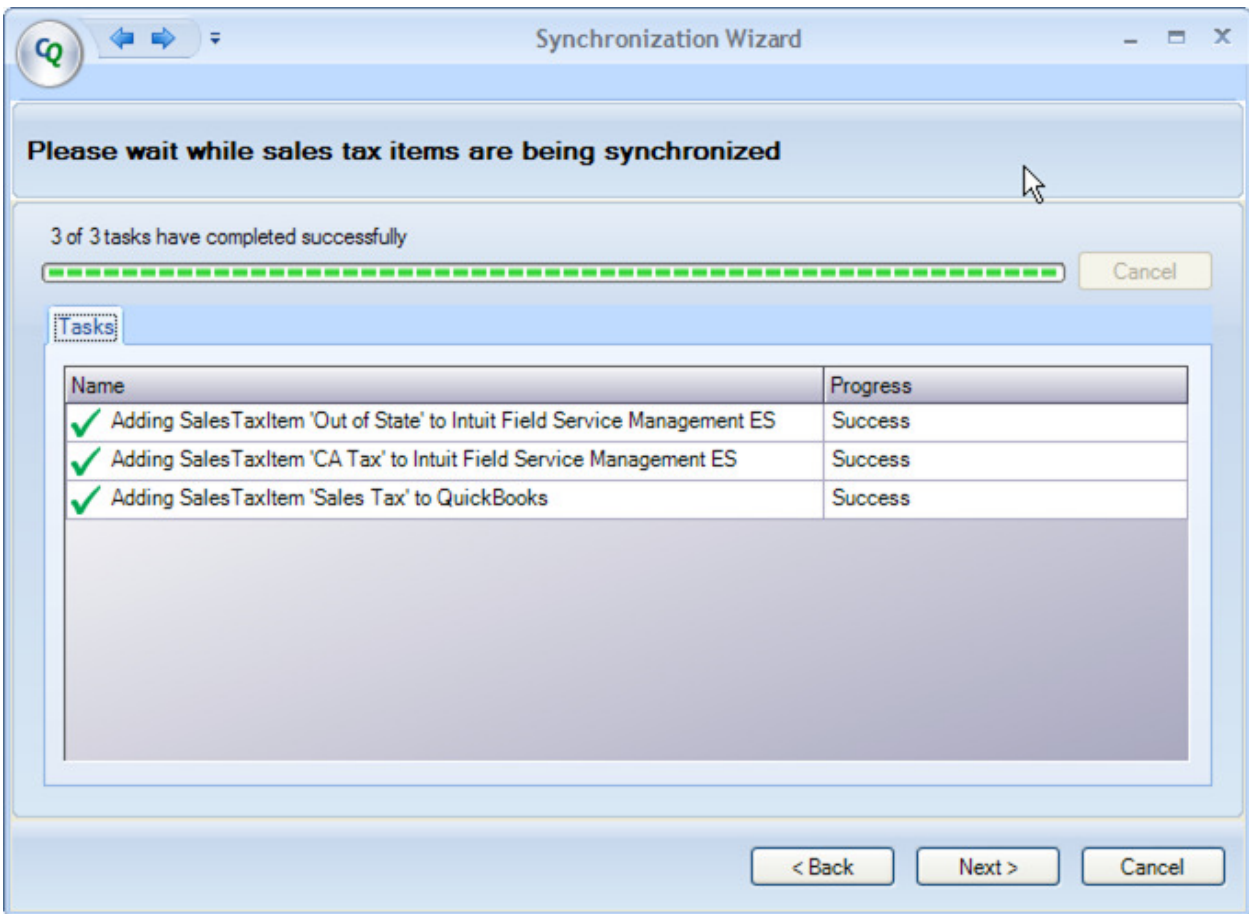 CQ
Synchronization Wizard
Please wait while sales tax items are being synchronized
3 of 3 tasks have completed successfully
Cancel
Tasks
Name Progress
Adding SalesTaxItem 'Out of State' to Intuit Field Service Management ES Success
Adding SalesTaxItem 'CA Tax' to Intuit Field Service Management ES Success
Adding SalesTaxItem 'Sales Tax' to QuickBooks Success
< Back Next > Cancel